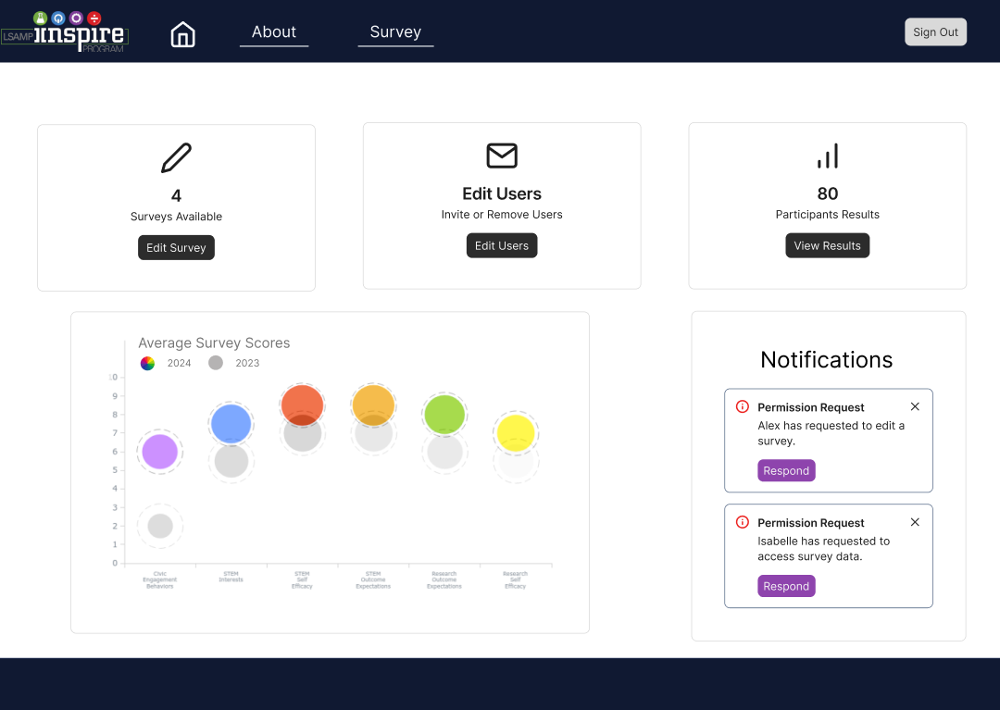 LSAMP
iinspire
PROGRAM
About
Survey
Sign Out
4
Surveys Available
Edit Survey
Edit Users
Invite or Remove Users
Edit Users
80
Participants Results
View Results
Average Survey Scores
2024
2023
10
9
8
7
6
5
4
3
2
1
0
Civic
Engagement
Behaviors
STEM
Interests
STEM
Self
Efficacy
STEM
Outcome
Expectations
Research
Outcome
Expectations
Research
Self
Efficacy
Notifications
Permission Request
Alex has requested to edit a
survey.
Respond
Permission Request
Isabelle has requested to
access survey data.
Respond